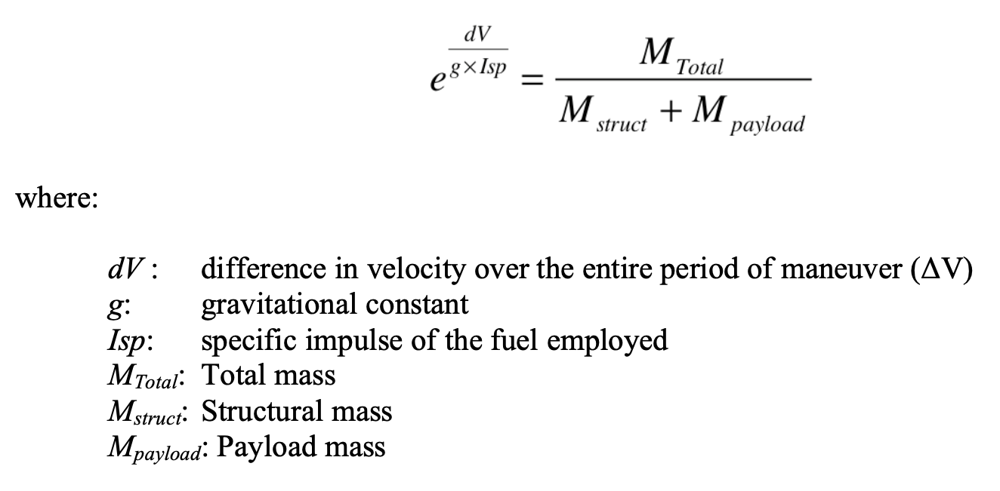 e^{\frac{dV}{g \times Isp}} = \frac{M_{Total}}{M_{struct} + M_{payload}}
where:
dV : difference in velocity over the entire period of maneuver (ΔV)
g: gravitational constant
Isp: specific impulse of the fuel employed
M_{Total}: Total mass
M_{struct}: Structural mass
M_{payload}: Payload mass